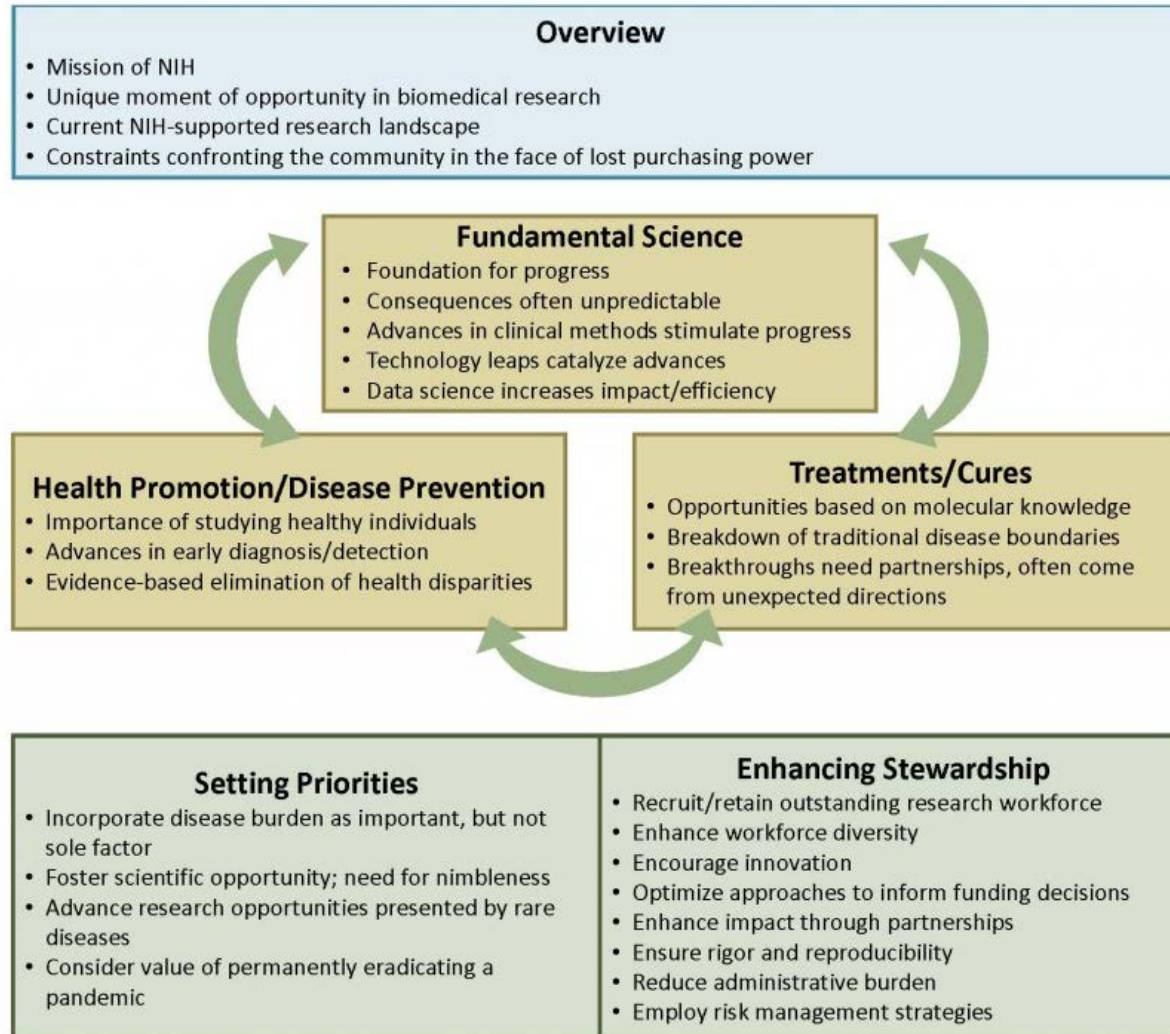 Overview
• Mission of NIH
• Unique moment of opportunity in biomedical research
• Current NIH-supported research landscape
• Constraints confronting the community in the face of lost purchasing power
Fundamental Science
• Foundation for progress
• Consequences often unpredictable
• Advances in clinical methods stimulate progress
• Technology leaps catalyze advances
• Data science increases impact/efficiency
Health Promotion/Disease Prevention
• Importance of studying healthy individuals
• Advances in early diagnosis/detection
• Evidence-based elimination of health disparities
Treatments/Cures
• Opportunities based on molecular knowledge
• Breakdown of traditional disease boundaries
• Breakthroughs need partnerships, often come
from unexpected directions
Setting Priorities
• Incorporate disease burden as important, but not
sole factor
• Foster scientific opportunity; need for nimbleness
• Advance research opportunities presented by rare
diseases
• Consider value of permanently eradicating a
pandemic
Enhancing Stewardship
• Recruit/retain outstanding research workforce
• Enhance workforce diversity
• Encourage innovation
• Optimize approaches to inform funding decisions
• Enhance impact through partnerships
• Ensure rigor and reproducibility
• Reduce administrative burden
• Employ risk management strategies